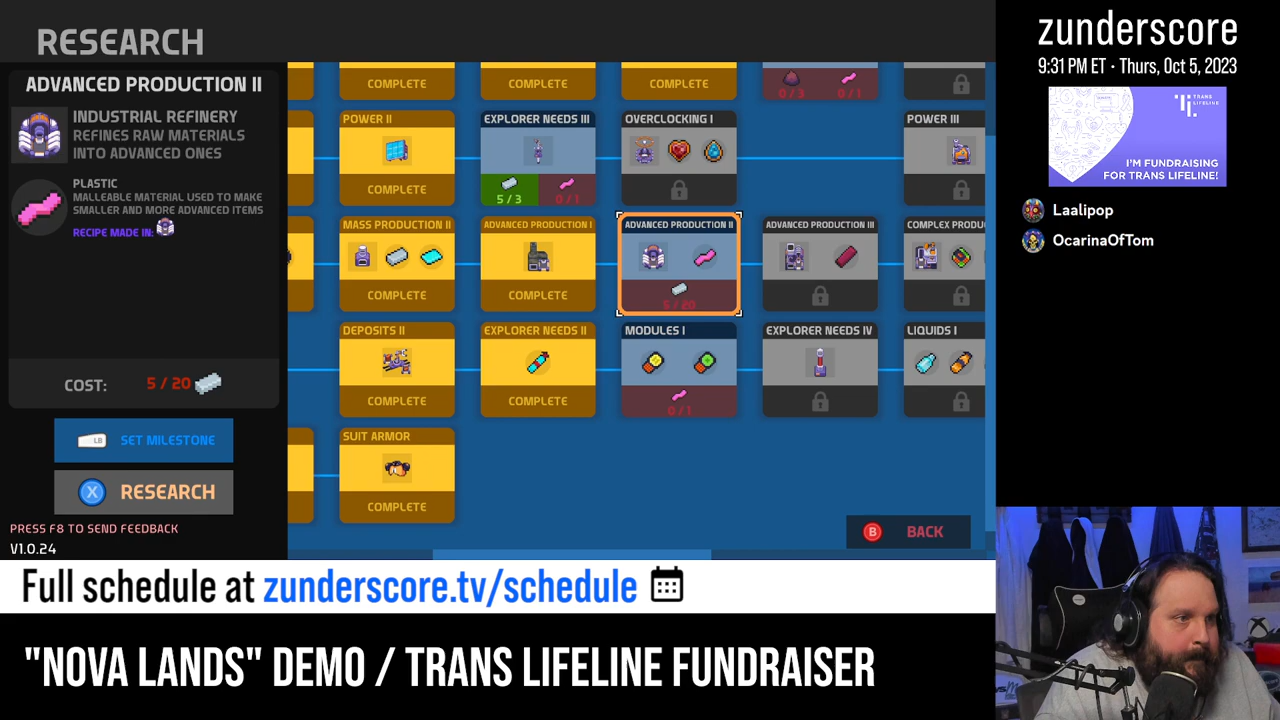 RESEARCH
ADVANCED PRODUCTION II
INDUSTRIAL REFINERY
REFINES RAW MATERIALS
INTO ADVANCED ONES
PLASTIC
MALLEABLE MATERIAL USED TO MAKE
SMALLER AND MORE ADVANCED ITEMS
RECIPE MADE IN:
COST: 5 / 20
LB SET MILESTONE
X RESEARCH
PRESS F8 TO SEND FEEDBACK
V1.0.24
COMPLETE COMPLETE COMPLETE 0/3 0/1
POWER II EXPLORER NEEDS III OVERCLOCKING I POWER III
COMPLETE 5/3 0/1
MASS PRODUCTION II ADVANCED PRODUCTION I ADVANCED PRODUCTION II ADVANCED PRODUCTION III COMPLEX PRODU
COMPLETE COMPLETE 5/20
DEPOSITS II EXPLORER NEEDS II MODULES I EXPLORER NEEDS IV LIQUIDS I
COMPLETE COMPLETE 0/1
SUIT ARMOR
COMPLETE
B BACK
Full schedule at zunderscore.tv/schedule
"NOVA LANDS" DEMO / TRANS LIFELINE FUNDRAISER
zunderscore
9:31 PM ET · Thurs, Oct 5, 2023
TRANS
LIFELINE
I'M FUNDRAISING
FOR TRANS LIFELINE!
Laalipop
OcarinaOfTom